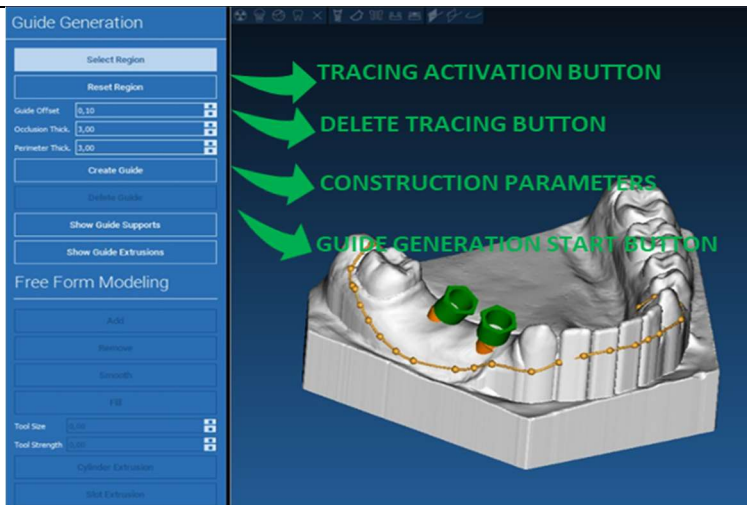 Guide Generation
Select Region
TRACING ACTIVATION BUTTON
Reset Region
Guide Offset 0,10
DELETE TRACING BUTTON
Occlusion Thick. 3,00
Perimeter Thick. 3,00
Create Guide
CONSTRUCTION PARAMETERS
Delete Guide
Show Guide Supports
GUIDE GENERATION START BUTTON
Show Guide Extrusions
Free Form Modeling
Add
Remove
Smooth
Fill
Tool Size
Tool Strength
Cylinder Extrusion
Slot Extrusion